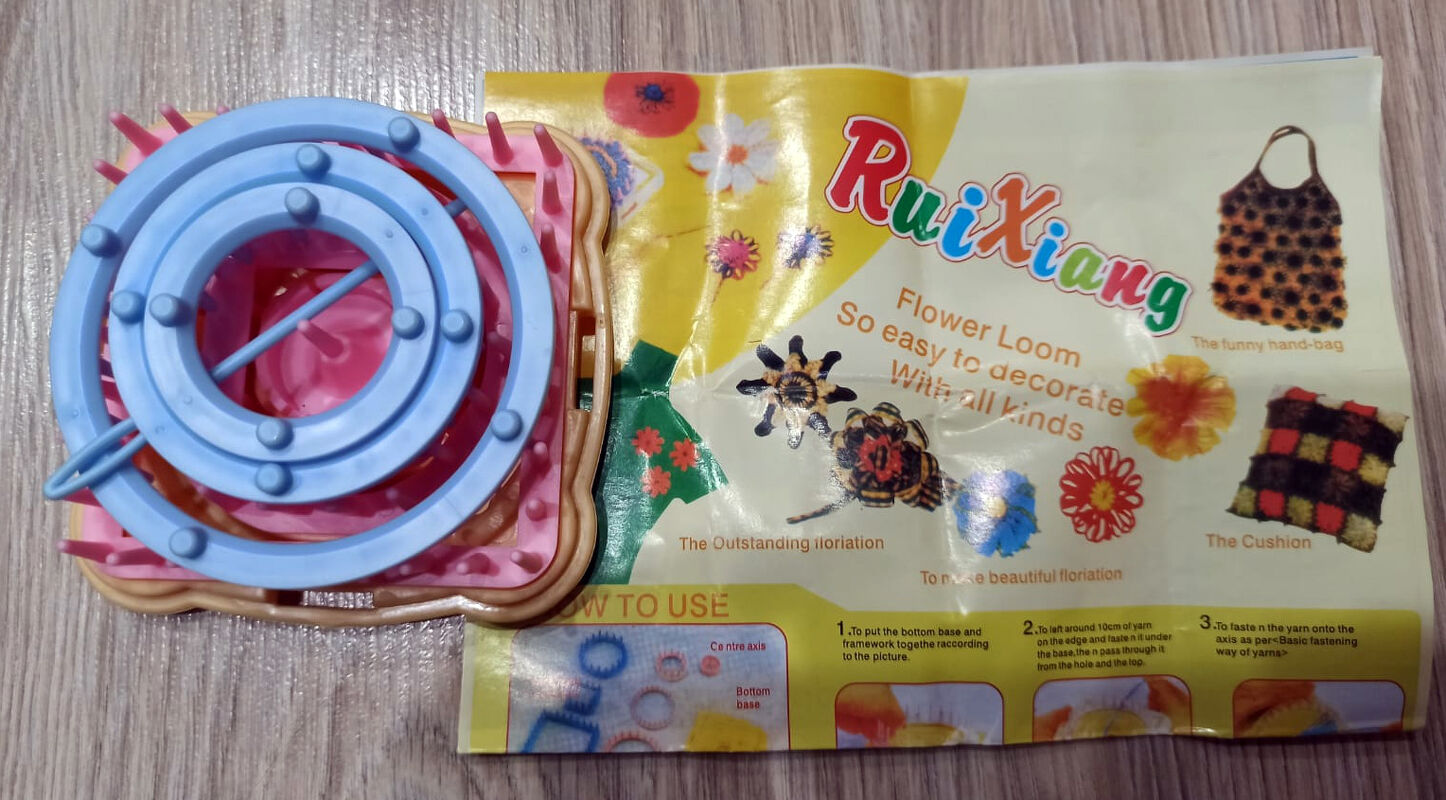 RuiXiang
Flower Loom
So easy to decorate
With all kinds
The funny hand-bag
The Cushion
The Outstanding floriation
To make beautiful floriation
HOW TO USE
Centre axis
Bottom
base
1.To put the bottom base and
framework togethe raccording
to the picture.
2.To left around 10cm of yarn
on the edge and faste n it under
the base,the n pass through it
from the hole and the lop.
3.To faste n the yarn onto the
axis as per<Basic fastening
way of yarns>